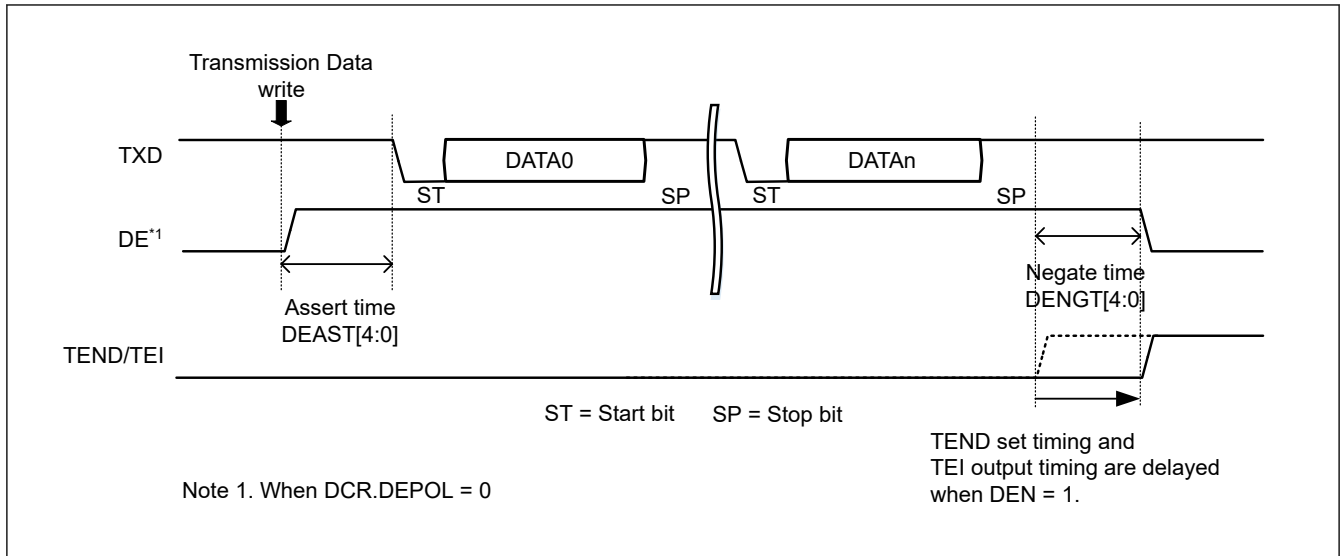 Transmission Data
write
TXD
DATA0
DATAn
ST
SP
ST
SP
DE*1
Assert time
DEAST[4:0]
Negate time
DENGT[4:0]
TEND/TEI
ST = Start bit
SP = Stop bit
TEND set timing and
TEI output timing are delayed
when DEN = 1.
Note 1. When DCR.DEPOL = 0